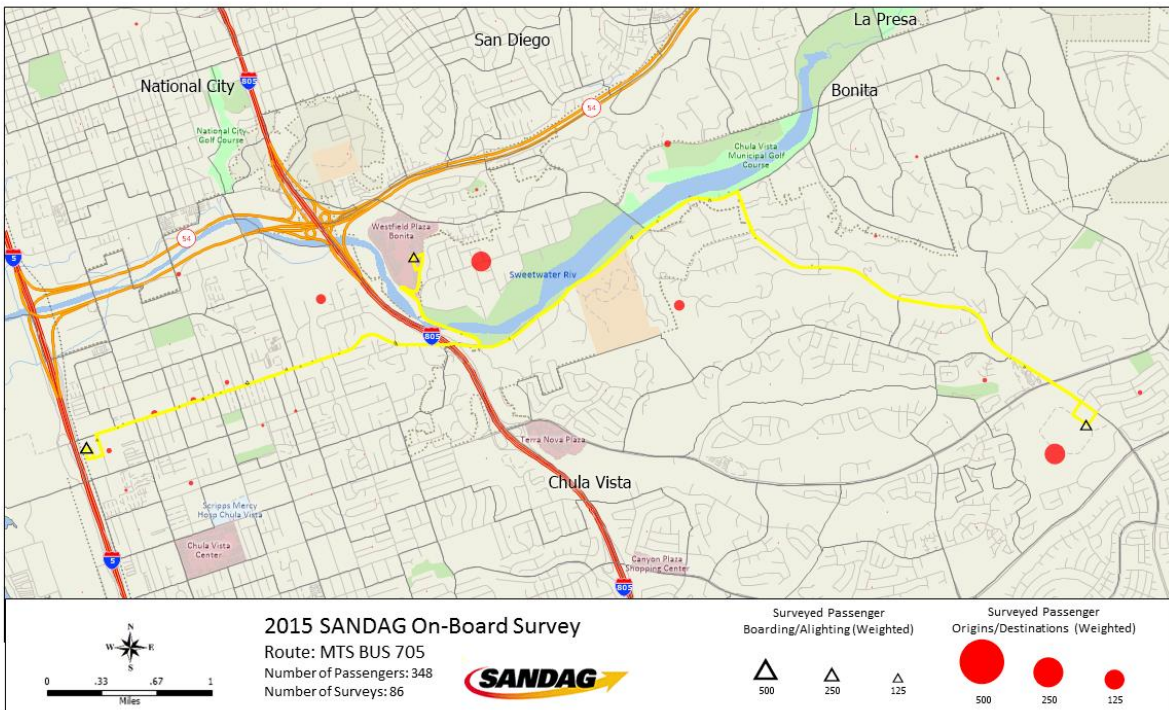 La Presa
San Diego
National City
805
Bonita
54
National City
Golf Course
Chula Vista
Municipal Golf
Course
Westfield Plaza
Bonita
54
5
Sweetwater Riv
805
Terra Nova Plaza
Chula Vista
Scripps Mercy
Hosp Chula Vista
Chula Vista
Center
5
Canyon Plaza
Shopping Center
805
N
W E
S
0 .33 .67 1
Miles
2015 SANDAG On-Board Survey
Route: MTS BUS 705
Number of Passengers: 348
Number of Surveys: 86
SANDAG
Surveyed Passenger
Boarding/Alighting (Weighted)
500 250 125
Surveyed Passenger
Origins/Destinations (Weighted)
500 250 125